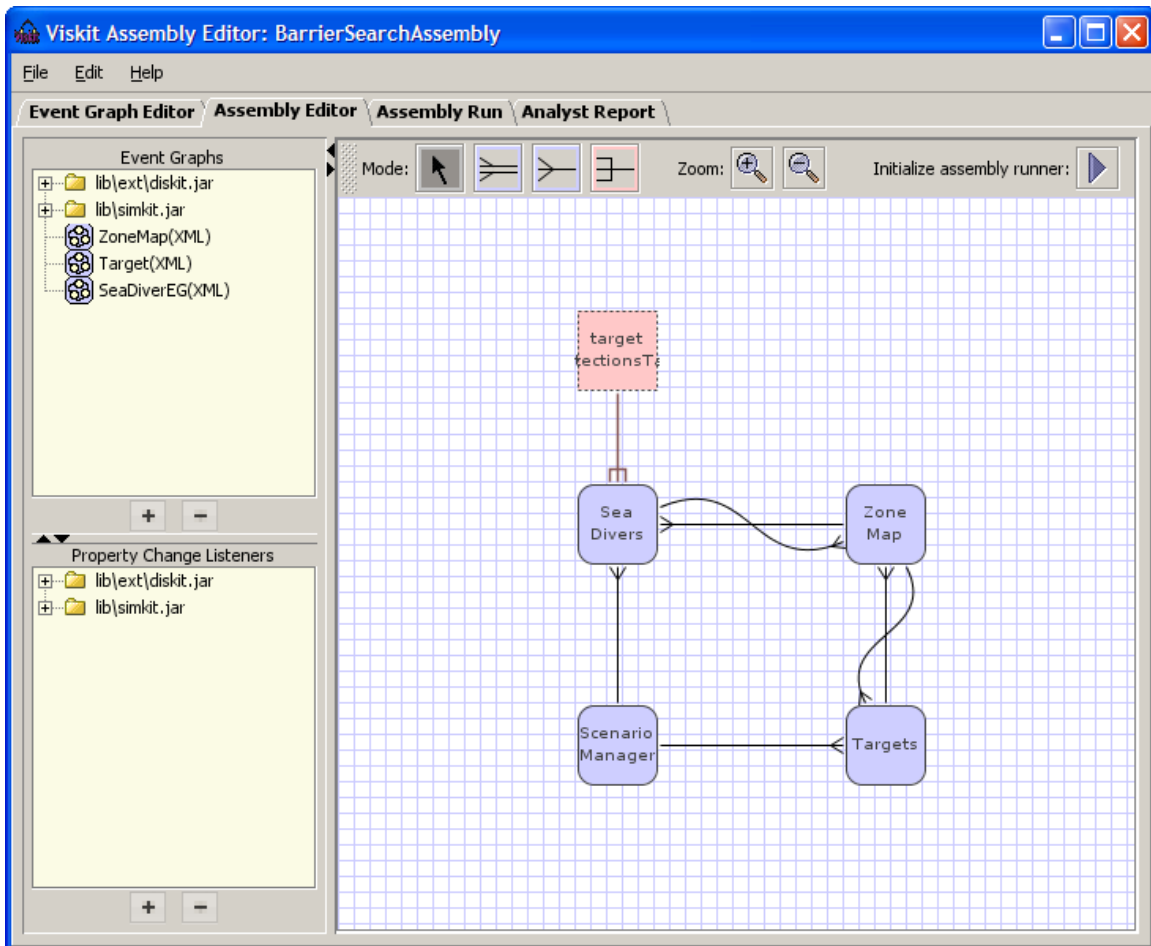 Viskit Assembly Editor: BarrierSearchAssembly
File Edit Help
Event Graph Editor Assembly Editor Assembly Run Analyst Report
Event Graphs
lib\ext\diskit.jar
lib\simkit.jar
ZoneMap(XML)
Target(XML)
SeaDiverEG(XML)
Property Change Listeners
lib\ext\diskit.jar
lib\simkit.jar
Mode: Zoom: Initialize assembly runner:
target
Sea
Divers
Zone
Map
Scenario
Manager
Targets